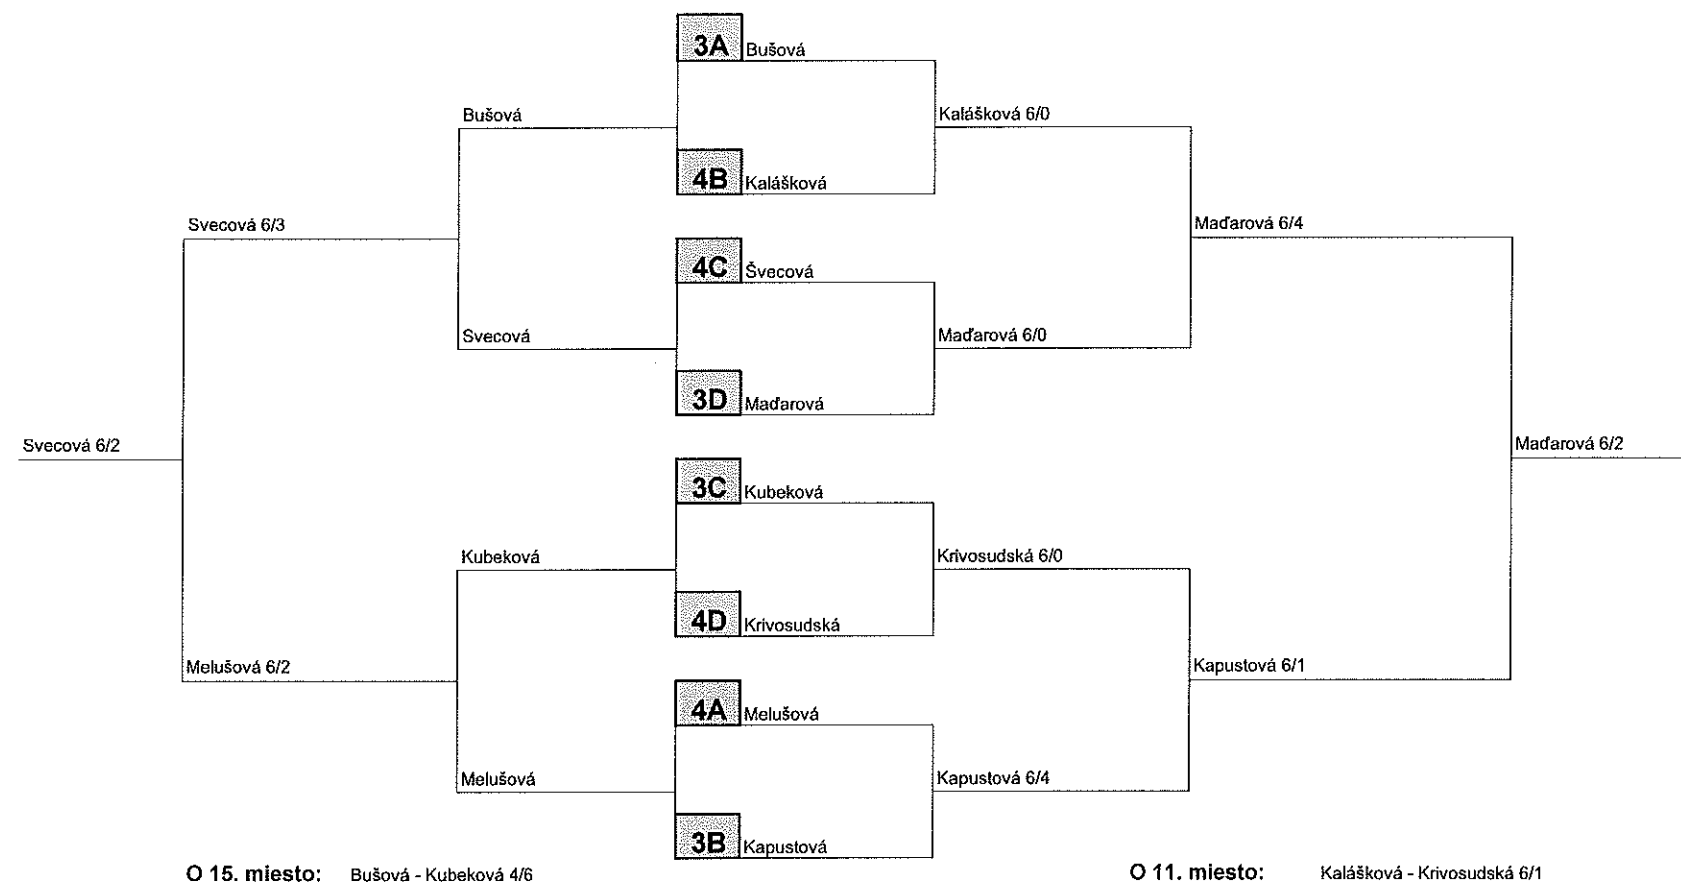 3A Bušová
Bušová
Kalášková 6/0
4B Kalášková
Svecová 6/3
Maďarová 6/4
4C Švecová
Svecová
Maďarová 6/0
3D Maďarová
Svecová 6/2
Maďarová 6/2
3C Kubeková
Kubeková
Krivosudská 6/0
4D Krivosudská
Melušová 6/2
Kapustová 6/1
4A Melušová
Melušová
Kapustová 6/4
3B Kapustová
O 15. miesto: Bušová - Kubeková 4/6
O 11. miesto: Kalášková - Krivosudská 6/1